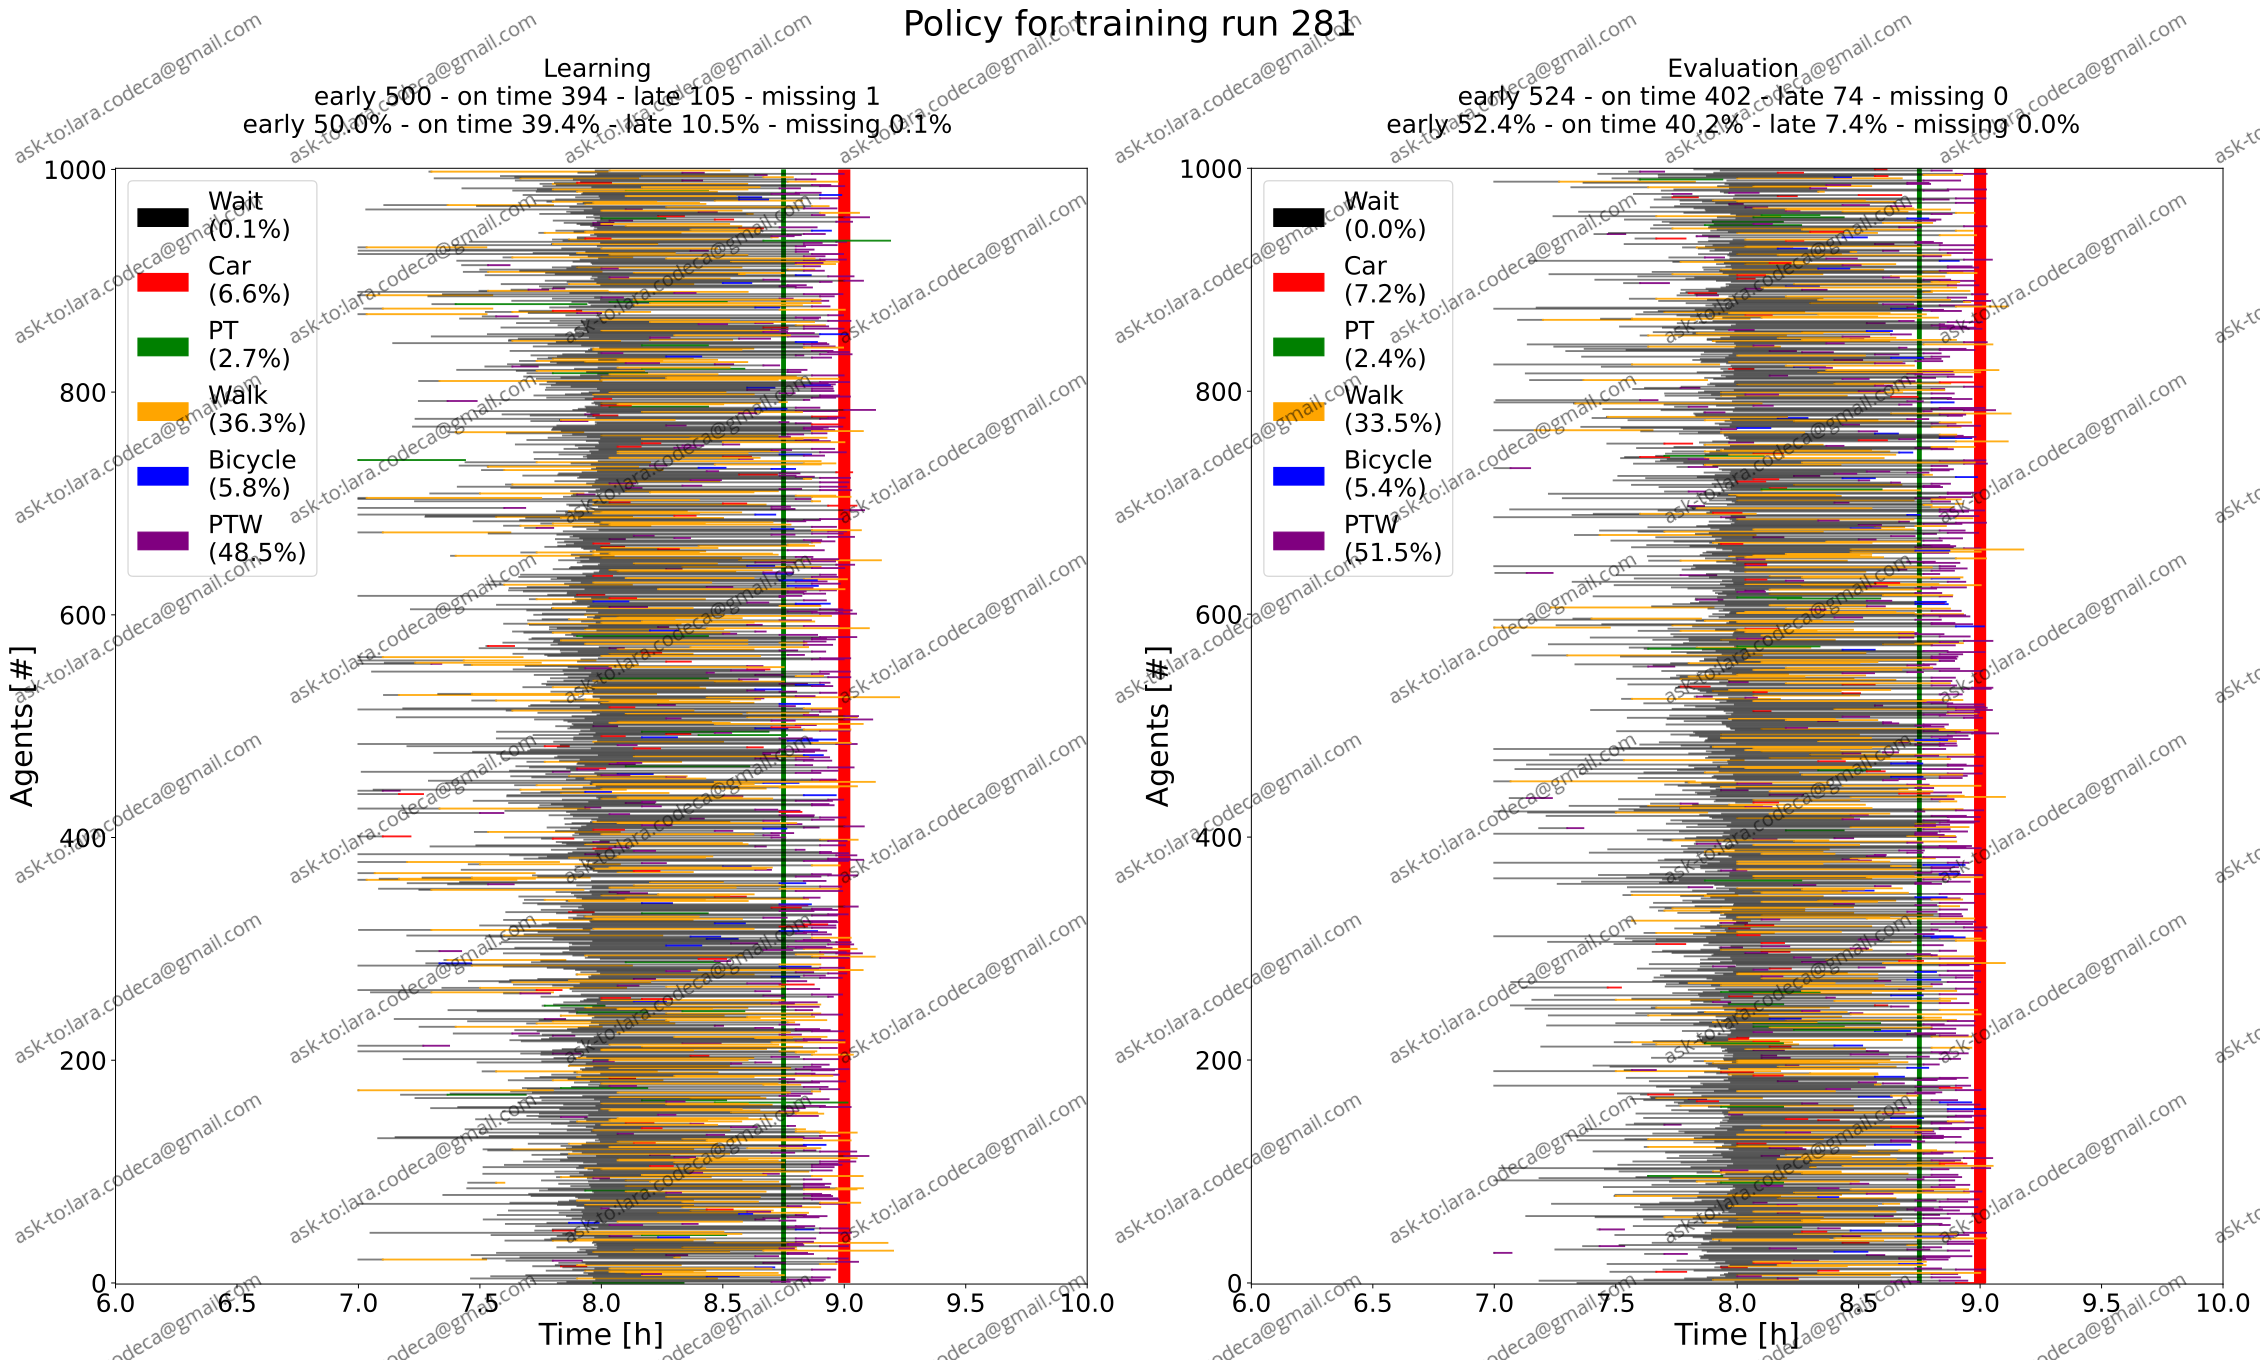 Policy for training run 281
Learning
early 500 - on time 394 - late 105 - missing 1
early 50.0% - on time 39.4% - late 10.5% - missing 0.1%
Agents [#]
1000
800
600
400
200
0
Wait
(0.1%)
Car
(6.6%)
PT
(2.7%)
Walk
(36.3%)
Bicycle
(5.8%)
PTW
(48.5%)
6.0 6.5 7.0 7.5 8.0 8.5 9.0 9.5 10.0
Time [h]
Evaluation
early 524 - on time 402 - late 74 - missing 0
early 52.4% - on time 40.2% - late 7.4% - missing 0.0%
Agents [#]
1000
800
600
400
200
0
Wait
(0.0%)
Car
(7.2%)
PT
(2.4%)
Walk
(33.5%)
Bicycle
(5.4%)
PTW
(51.5%)
6.0 6.5 7.0 7.5 8.0 8.5 9.0 9.5 10.0
Time [h]
ask-to:lara.codeca@gmail.com